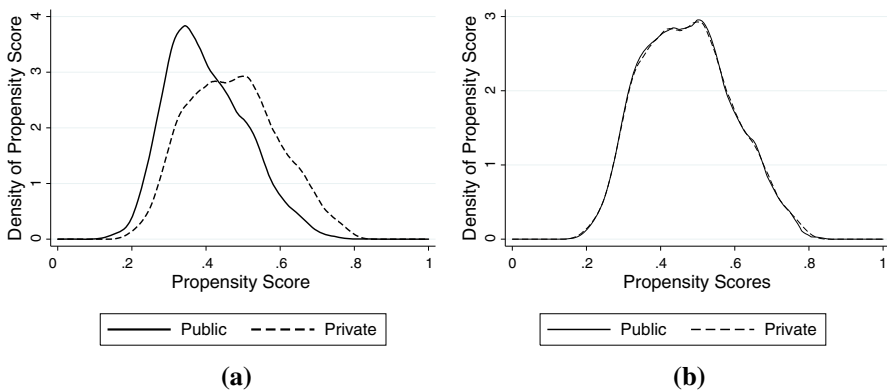 Density of Propensity Score
4
3
2
1
0
0 .2 .4 .6 .8 1
Propensity Score
Public Private
(a)
Density of Propensity Score
3
2
1
0
0 .2 .4 .6 .8 1
Propensity Scores
Public Private
(b)